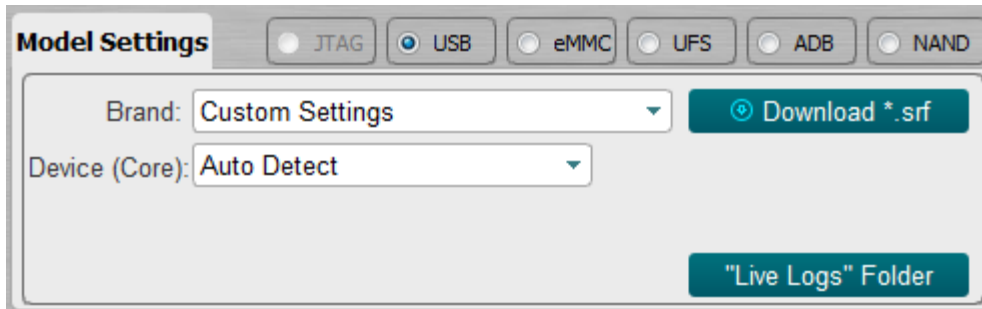 Model Settings JTAG USB eMMC UFS ADB NAND
Brand: Custom Settings Download *.srf
Device (Core): Auto Detect
"Live Logs" Folder